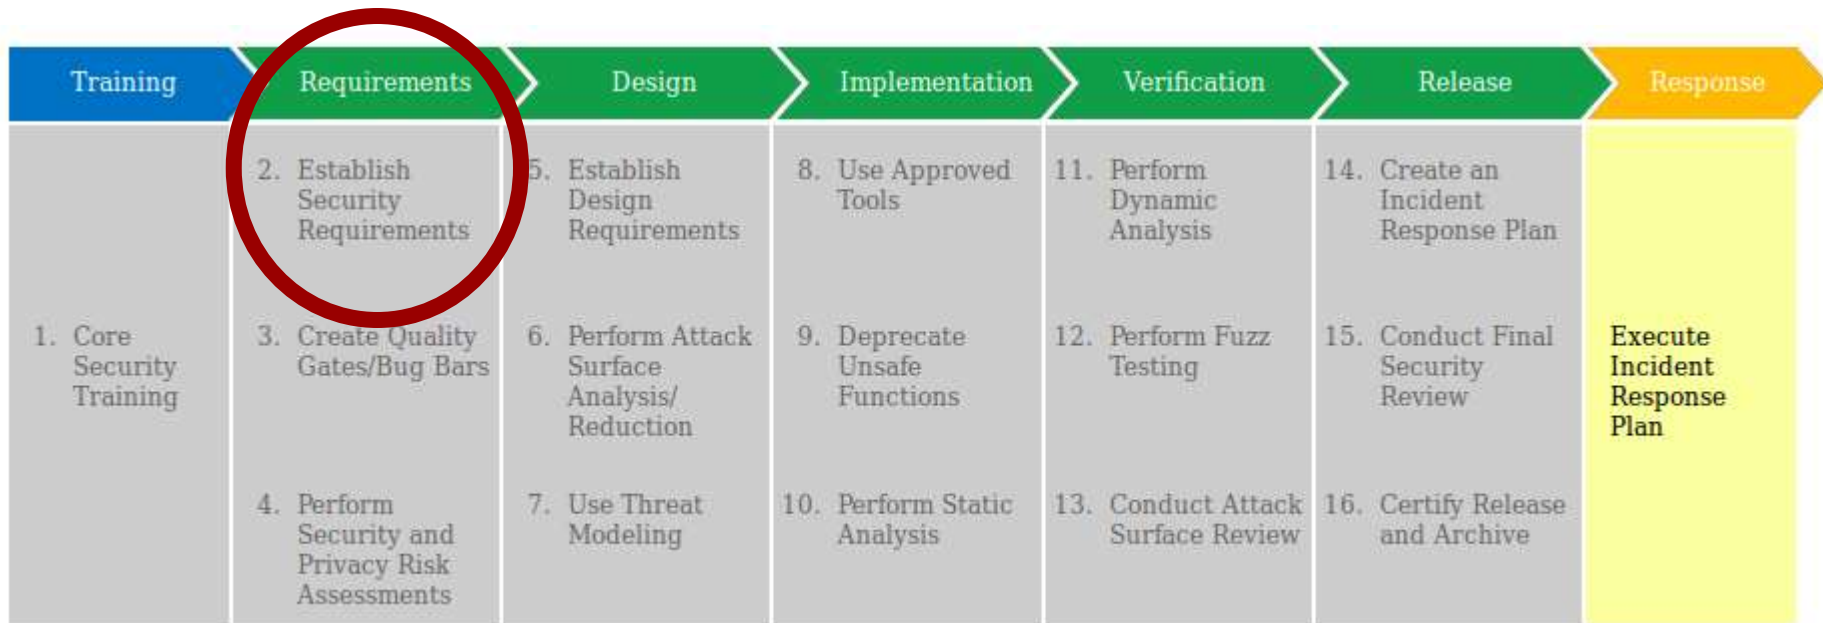 Training
Requirements
Design
Implementation
Verification
Release
Response
1. Core
Security
Training
2. Establish
Security
Requirements
3. Create Quality
Gates/Bug Bars
4. Perform
Security and
Privacy Risk
Assessments
5. Establish
Design
Requirements
6. Perform Attack
Surface
Analysis/
Reduction
7. Use Threat
Modeling
8. Use Approved
Tools
9. Deprecate
Unsafe
Functions
10. Perform Static
Analysis
11. Perform
Dynamic
Analysis
12. Perform Fuzz
Testing
13. Conduct Attack
Surface Review
14. Create an
Incident
Response Plan
15. Conduct Final
Security
Review
16. Certify Release
and Archive
Execute
Incident
Response
Plan